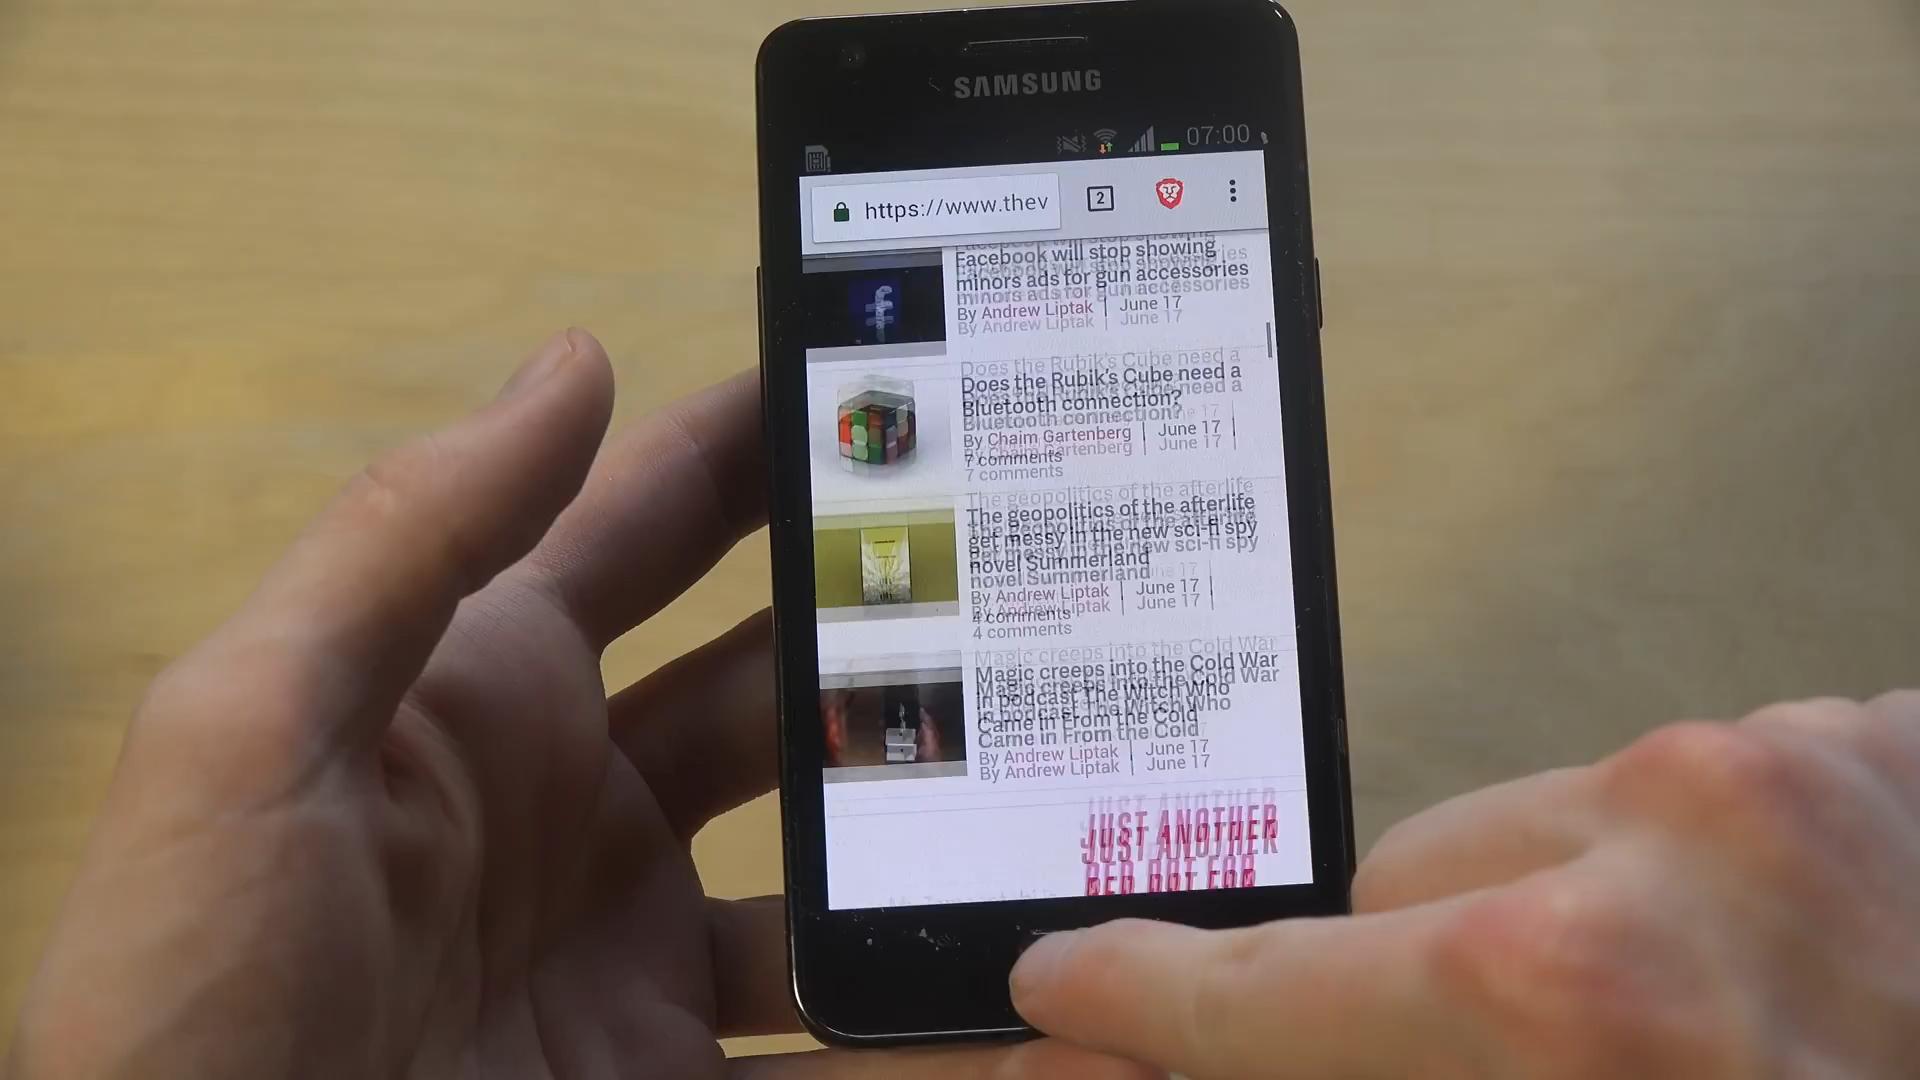 SAMSUNG
07:00
https://www.thev
2
Facebook will stop showing
minors ads for gun accessories
By Andrew Liptak | June 17
Does the Rubik's Cube need a
Bluetooth connection?
By Chaim Gartenberg | June 17 |
7 comments
The geopolitics of the afterlife
get messy in the new sci-fi spy
novel Summerland
By Andrew Liptak | June 17 |
4 comments
Magic creeps into the Cold War
in podcast The Witch Who
Came in From the Cold
By Andrew Liptak | June 17
JUST ANOTHER
RED DOT FOR